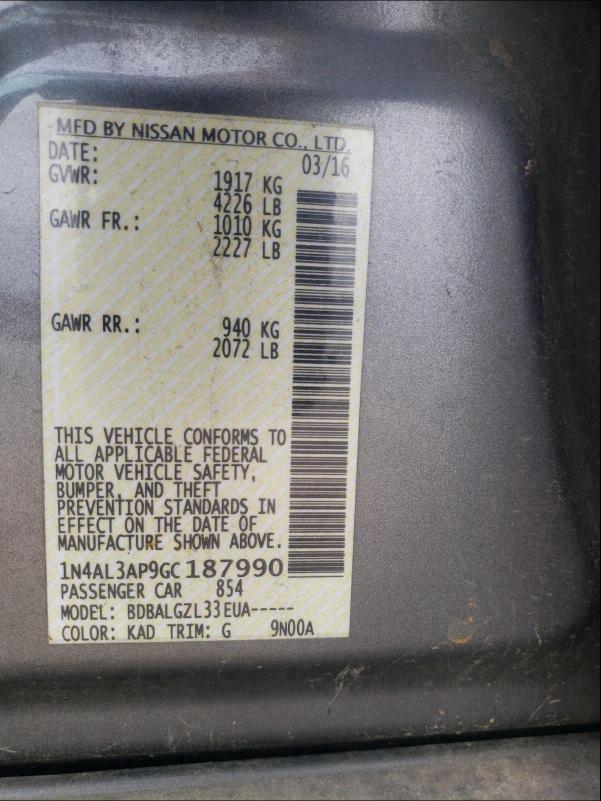 MFD BY NISSAN MOTOR CO., LTD.
DATE: 03/16
GVWR: 1917 KG
4226 LB
GAWR FR.: 1010 KG
2227 LB
GAWR RR.: 940 KG
2072 LB
THIS VEHICLE CONFORMS TO
ALL APPLICABLE FEDERAL
MOTOR VEHICLE SAFETY,
BUMPER, AND THEFT
PREVENTION STANDARDS IN
EFFECT ON THE DATE OF
MANUFACTURE SHOWN ABOVE.
1N4AL3AP9GC187990
PASSENGER CAR 854
MODEL: BDBALGZL33EUA-----
COLOR: KAD TRIM: G 9N00A